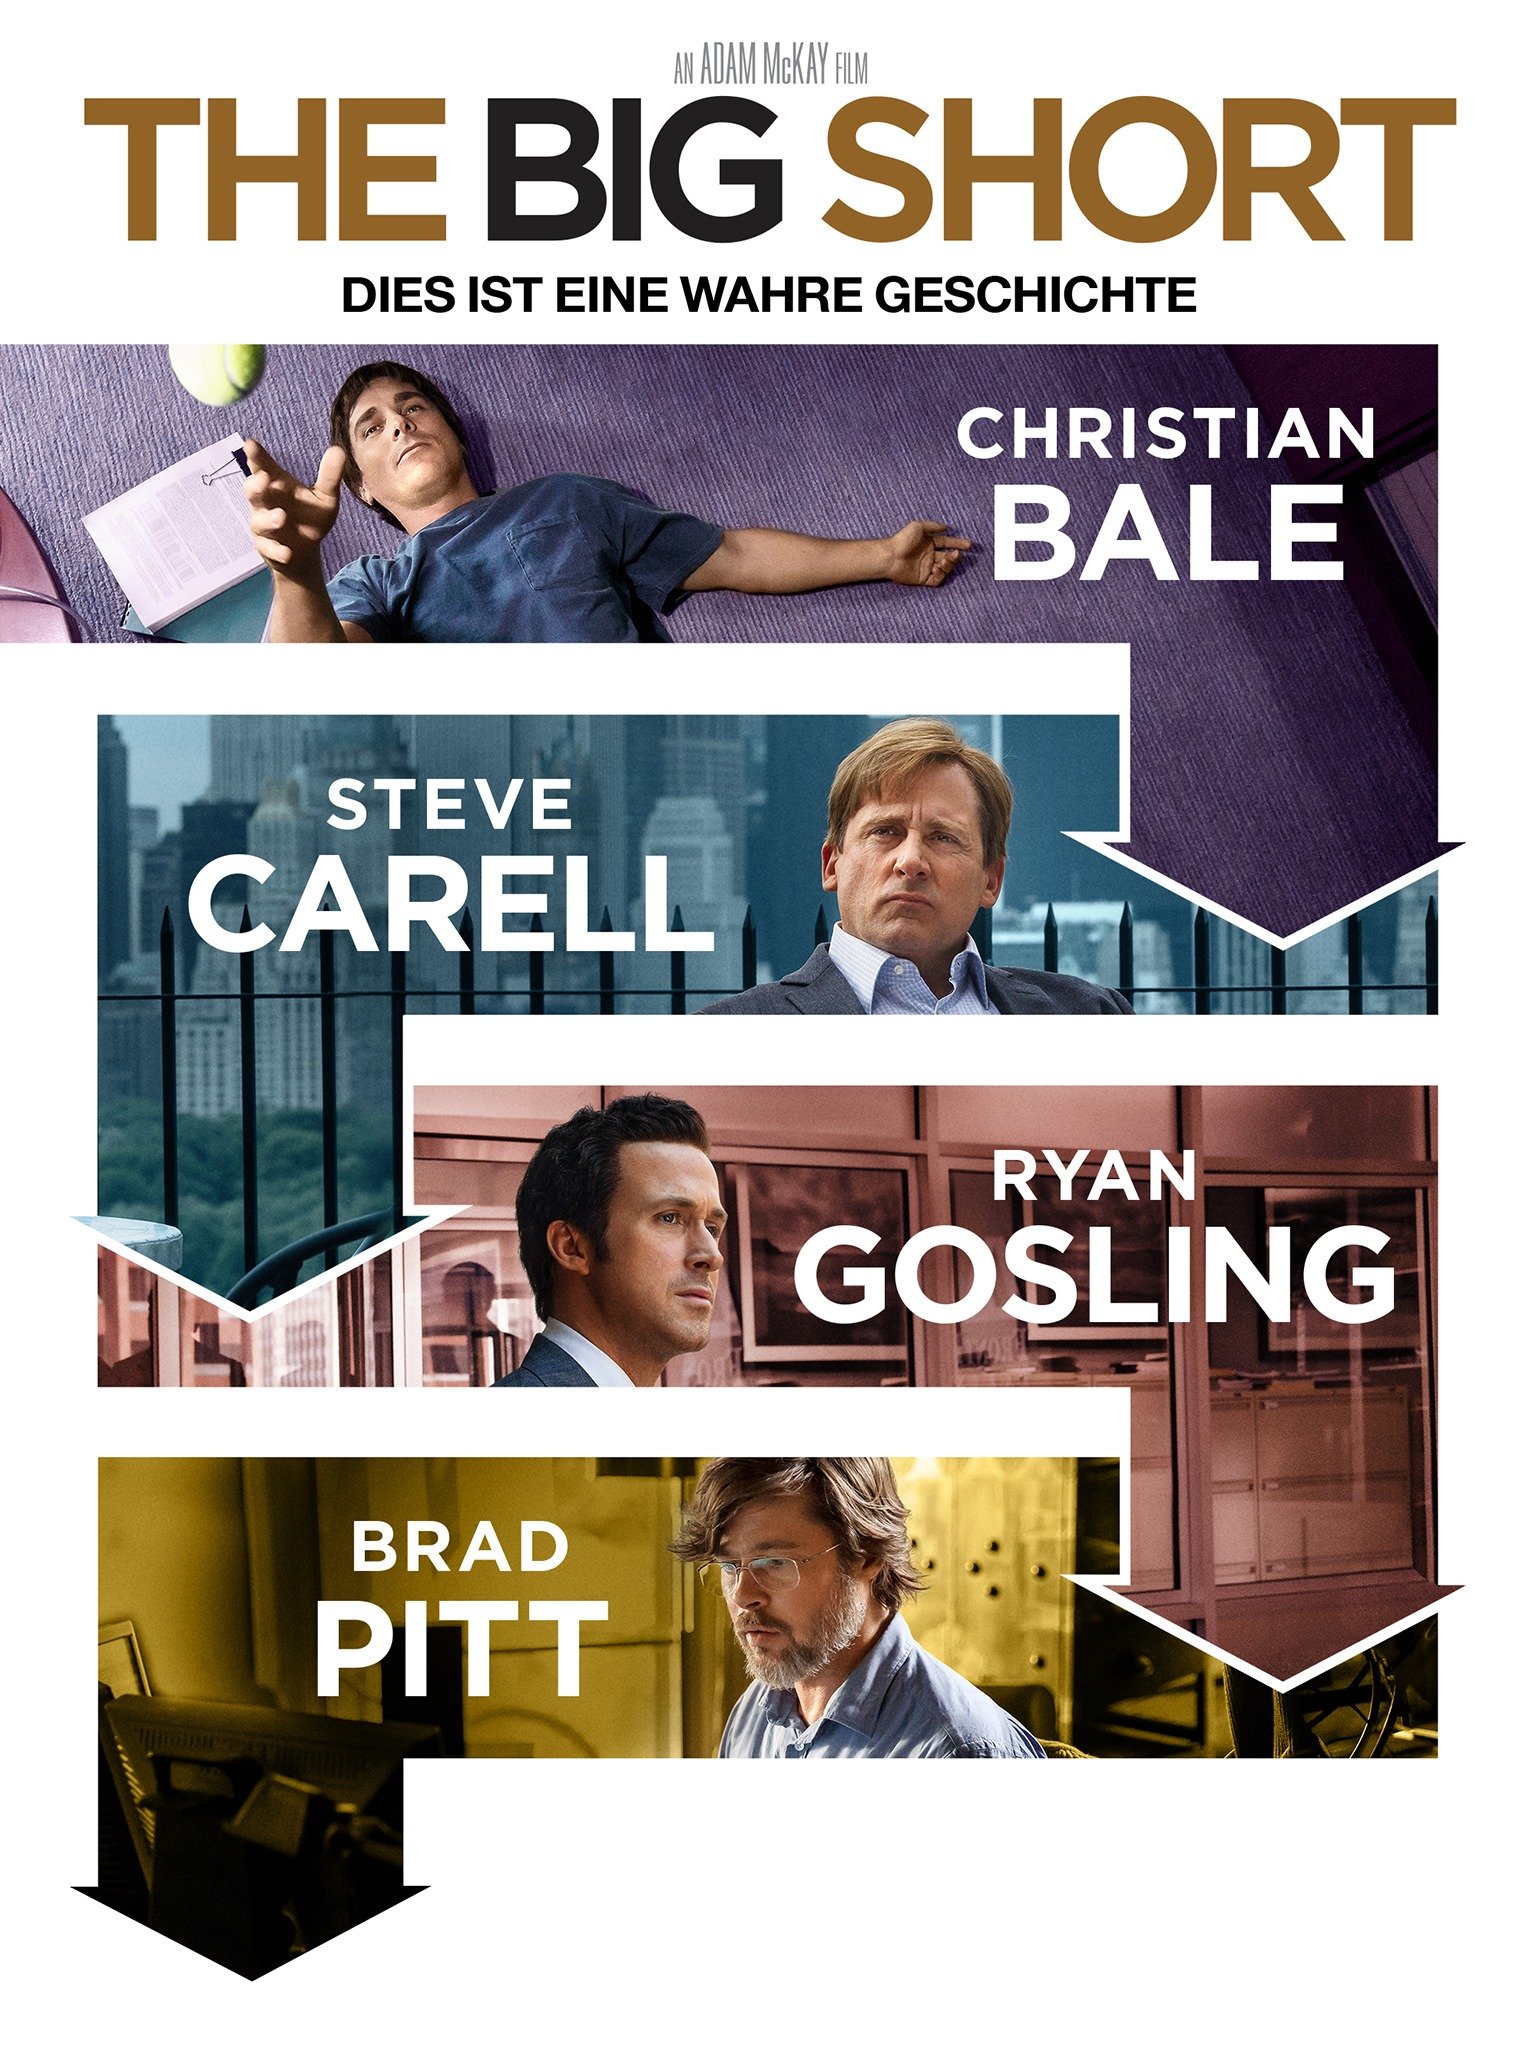 AN ADAM McKAY FILM
THE BIG SHORT
DIES IST EINE WAHRE GESCHICHTE
CHRISTIAN
BALE
STEVE
CARELL
RYAN
GOSLING
BRAD
PITT